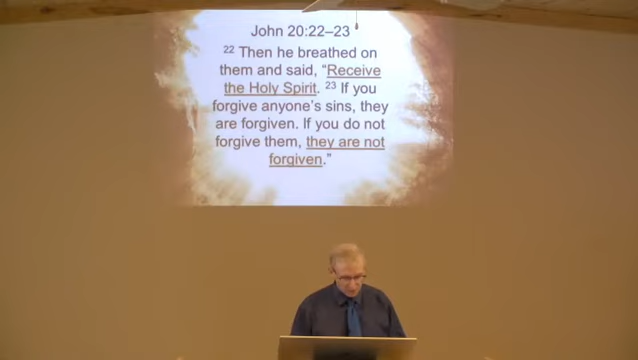 John 20:22–23
22 Then he breathed on
them and said, “Receive
the Holy Spirit. 23 If you
forgive anyone’s sins, they
are forgiven. If you do not
forgive them, they are not
forgiven.”